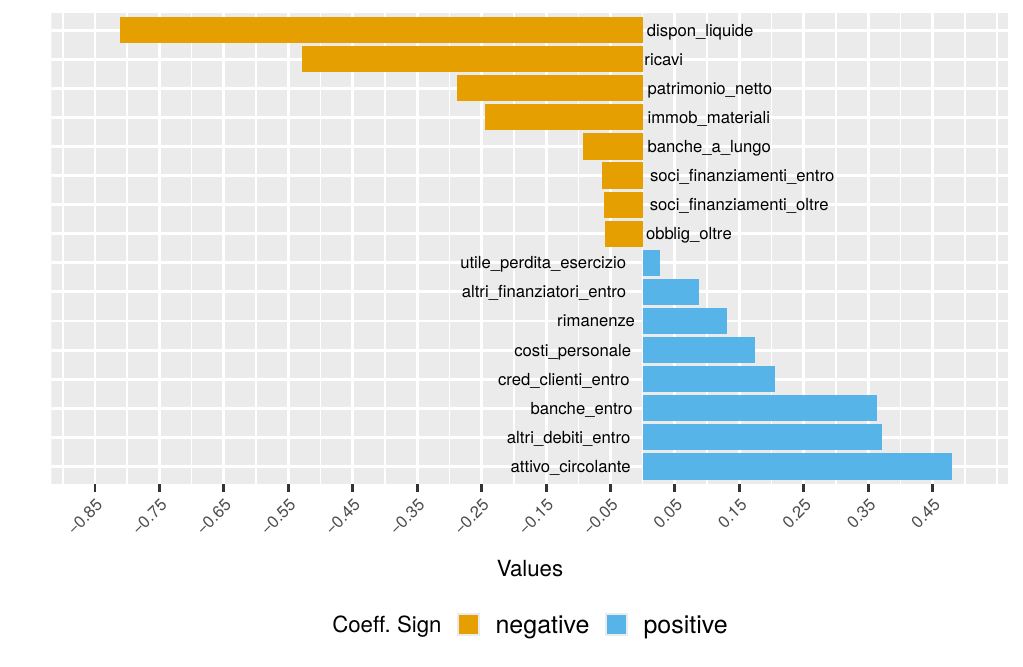 dispon_liquide
ricavi
patrimonio_netto
immob_materiali
banche_a_lungo
soci_finanziamenti_entro
soci_finanziamenti_oltre
obblig_oltre
utile_perdita_esercizio
altri_finanziatori_entro
rimanenze
costi_personale
cred_clienti_entro
banche_entro
altri_debiti_entro
attivo_circolante
−0.85 −0.75 −0.65 −0.55 −0.45 −0.35 −0.25 −0.15 −0.05 0.05 0.15 0.25 0.35 0.45
Values
Coeff. Sign negative positive